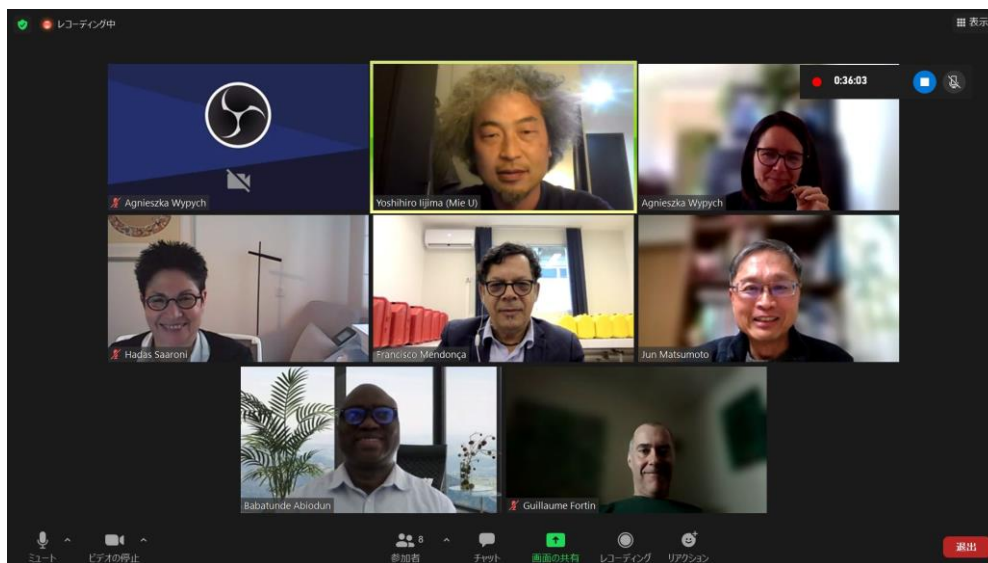 レコーディング中
表示
0:36:03
Agnieszka Wypych
Yoshihiro Iijima (Mie U)
Agnieszka Wypych
Hadas Saaroni
Francisco Mendonça
Jun Matsumoto
Babatunde Abiodun
Guillaume Fortin
ミュート
ビデオの停止
8
参加者
チャット
画面の共有
レコーディング
リアクション
退出